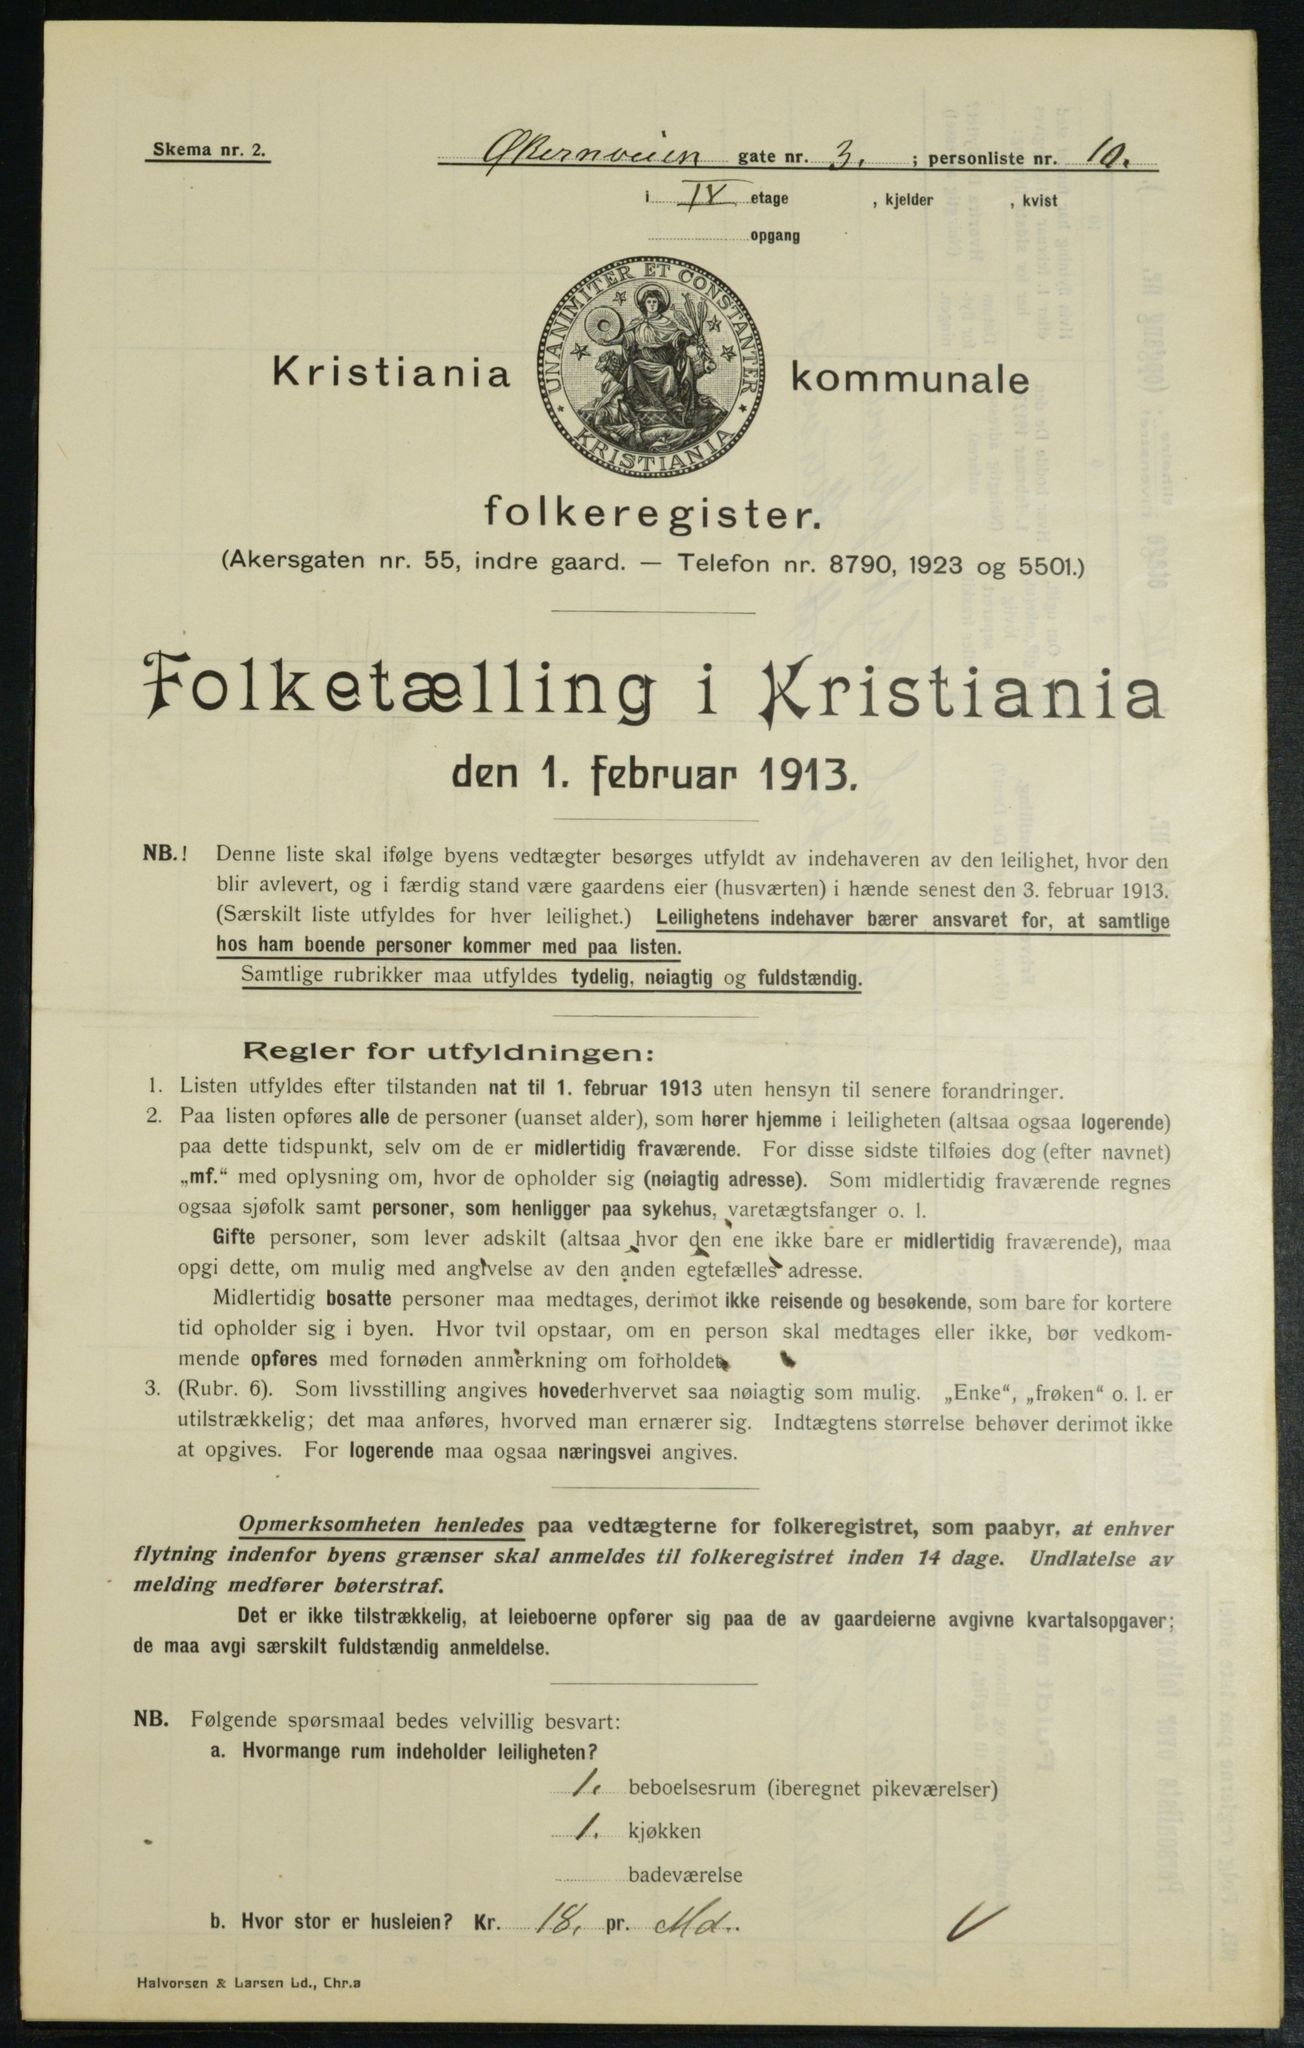 Skema nr. 2.
Økernveien gate nr. 3. ; personliste nr. 10.
i IV etage , kjelder , kvist
opgang
UNANIMITER ET CONSTANTER
KRISTIANIA
Kristiania kommunale
folkeregister.
(Akersgaten nr. 55, indre gaard. — Telefon nr. 8790, 1923 og 5501.)
Folketælling i Kristiania
den 1. februar 1913.
NB.! Denne liste skal ifølge byens vedtægter besørges utfyldt av indehaveren av den leilighet, hvor den
blir avlevert, og i færdig stand være gaardens eier (husværten) i hænde senest den 3. februar 1913.
(Særskilt liste utfyldes for hver leilighet.) Leilighetens indehaver bærer ansvaret for, at samtlige
hos ham boende personer kommer med paa listen.
Samtlige rubrikker maa utfyldes tydelig, nøiagtig og fuldstændig.
Regler for utfyldningen:
1. Listen utfyldes efter tilstanden nat til 1. februar 1913 uten hensyn til senere forandringer.
2. Paa listen opføres alle de personer (uanset alder), som hører hjemme i leiligheten (altsaa ogsaa logerende)
paa dette tidspunkt, selv om de er midlertidig fraværende. For disse sidste tilføies dog (efter navnet)
„mf.“ med oplysning om, hvor de opholder sig (nøiagtig adresse). Som midlertidig fraværende regnes
ogsaa sjøfolk samt personer, som henligger paa sykehus, varetægtsfanger o. l.
Gifte personer, som lever adskilt (altsaa hvor den ene ikke bare er midlertidig fraværende), maa
opgi dette, om mulig med angivelse av den anden egtefælles adresse.
Midlertidig bosatte personer maa medtages, derimot ikke reisende og besøkende, som bare for kortere
tid opholder sig i byen. Hvor tvil opstaar, om en person skal medtages eller ikke, bør vedkom-
mende opføres med fornøden anmerkning om forholdet.
3. (Rubr. 6). Som livsstilling angives hovederhvervet saa nøiagtig som mulig. „Enke“, „frøken“ o. l. er
utilstrækkelig; det maa anføres, hvorved man ernærer sig. Indtægtens størrelse behøver derimot ikke
at opgives. For logerende maa ogsaa næringsvei angives.
Opmerksomheten henledes paa vedtægterne for folkeregistret, som paabyr, at enhver
flytning indenfor byens grænser skal anmeldes til folkeregistret inden 14 dage. Undlatelse av
melding medfører bøterstraf.
Det er ikke tilstrækkelig, at leieboerne opfører sig paa de av gaardeierne avgivne kvartalsopgaver;
de maa avgi særskilt fuldstændig anmeldelse.
NB. Følgende spørsmaal bedes velvillig besvart:
a. Hvormange rum indeholder leiligheten?
1. beboelsesrum (iberegnet pikeværelser)
1. kjøkken
badeværelse
b. Hvor stor er husleien? Kr. 18. pr. Md.
Halvorsen & Larsen Ld., Chr.a